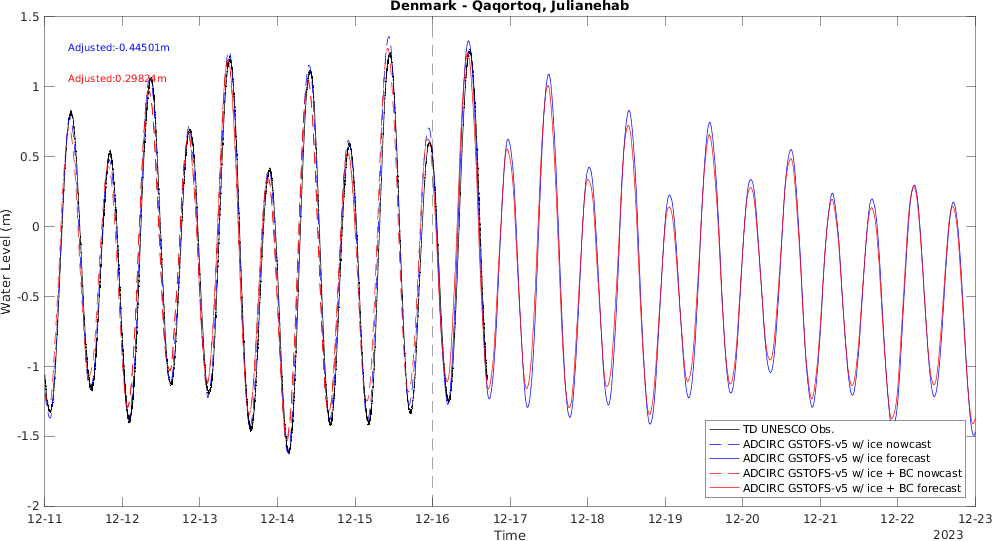 Denmark - Qaqortoq, Julianehab
Adjusted:-0.44501m
Adjusted:0.29824m
1.5
1
0.5
0
-0.5
-1
-1.5
-2
Water Level (m)
TD UNESCO Obs.
ADCIRC GSTOFS-v5 w/ ice nowcast
ADCIRC GSTOFS-v5 w/ ice forecast
ADCIRC GSTOFS-v5 w/ ice + BC nowcast
ADCIRC GSTOFS-v5 w/ ice + BC forecast
12-11 12-12 12-13 12-14 12-15 12-16 12-17 12-18 12-19 12-20 12-21 12-22 12-23
Time
2023